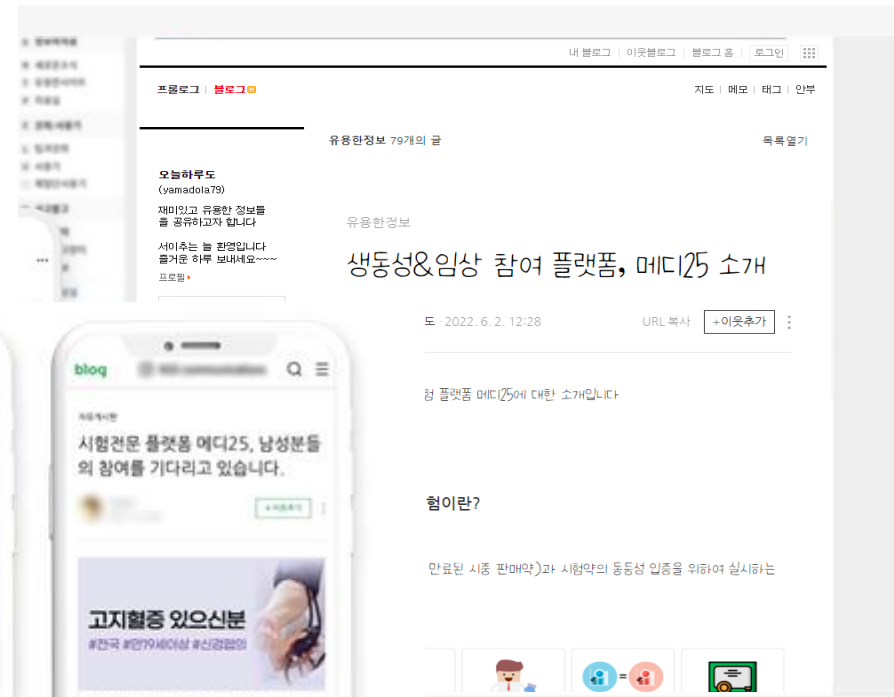 내 블로그 | 이웃블로그 | 블로그 홈 | 로그인
프롤로그 | 블로그
지도 | 메모 | 태그 | 안부
유용한정보 79개의 글
목록열기
오늘하루도
(yamadola79)
재미있고 유용한 정보들
을 공유하고자 합니다
서이추는 늘 환영입니다
즐거운 하루 보내세요~~~
프로필
유용한정보
생동성&임상 참여 플랫폼, 메디25 소개
도 2022. 6. 2. 12:28
URL 복사
+이웃추가
험 플랫폼 메디25에 대한 소개입니다
험이란?
만료된 시중 판매약)과 시험약의 동등성 입증을 위하여 실시하는
blog
자유게시판
시험전문 플랫폼 메디25, 남성분들
의 참여를 기다리고 있습니다.
+이웃추가
고지혈증 있으신분
#전국 #만19세이상 #신경협의